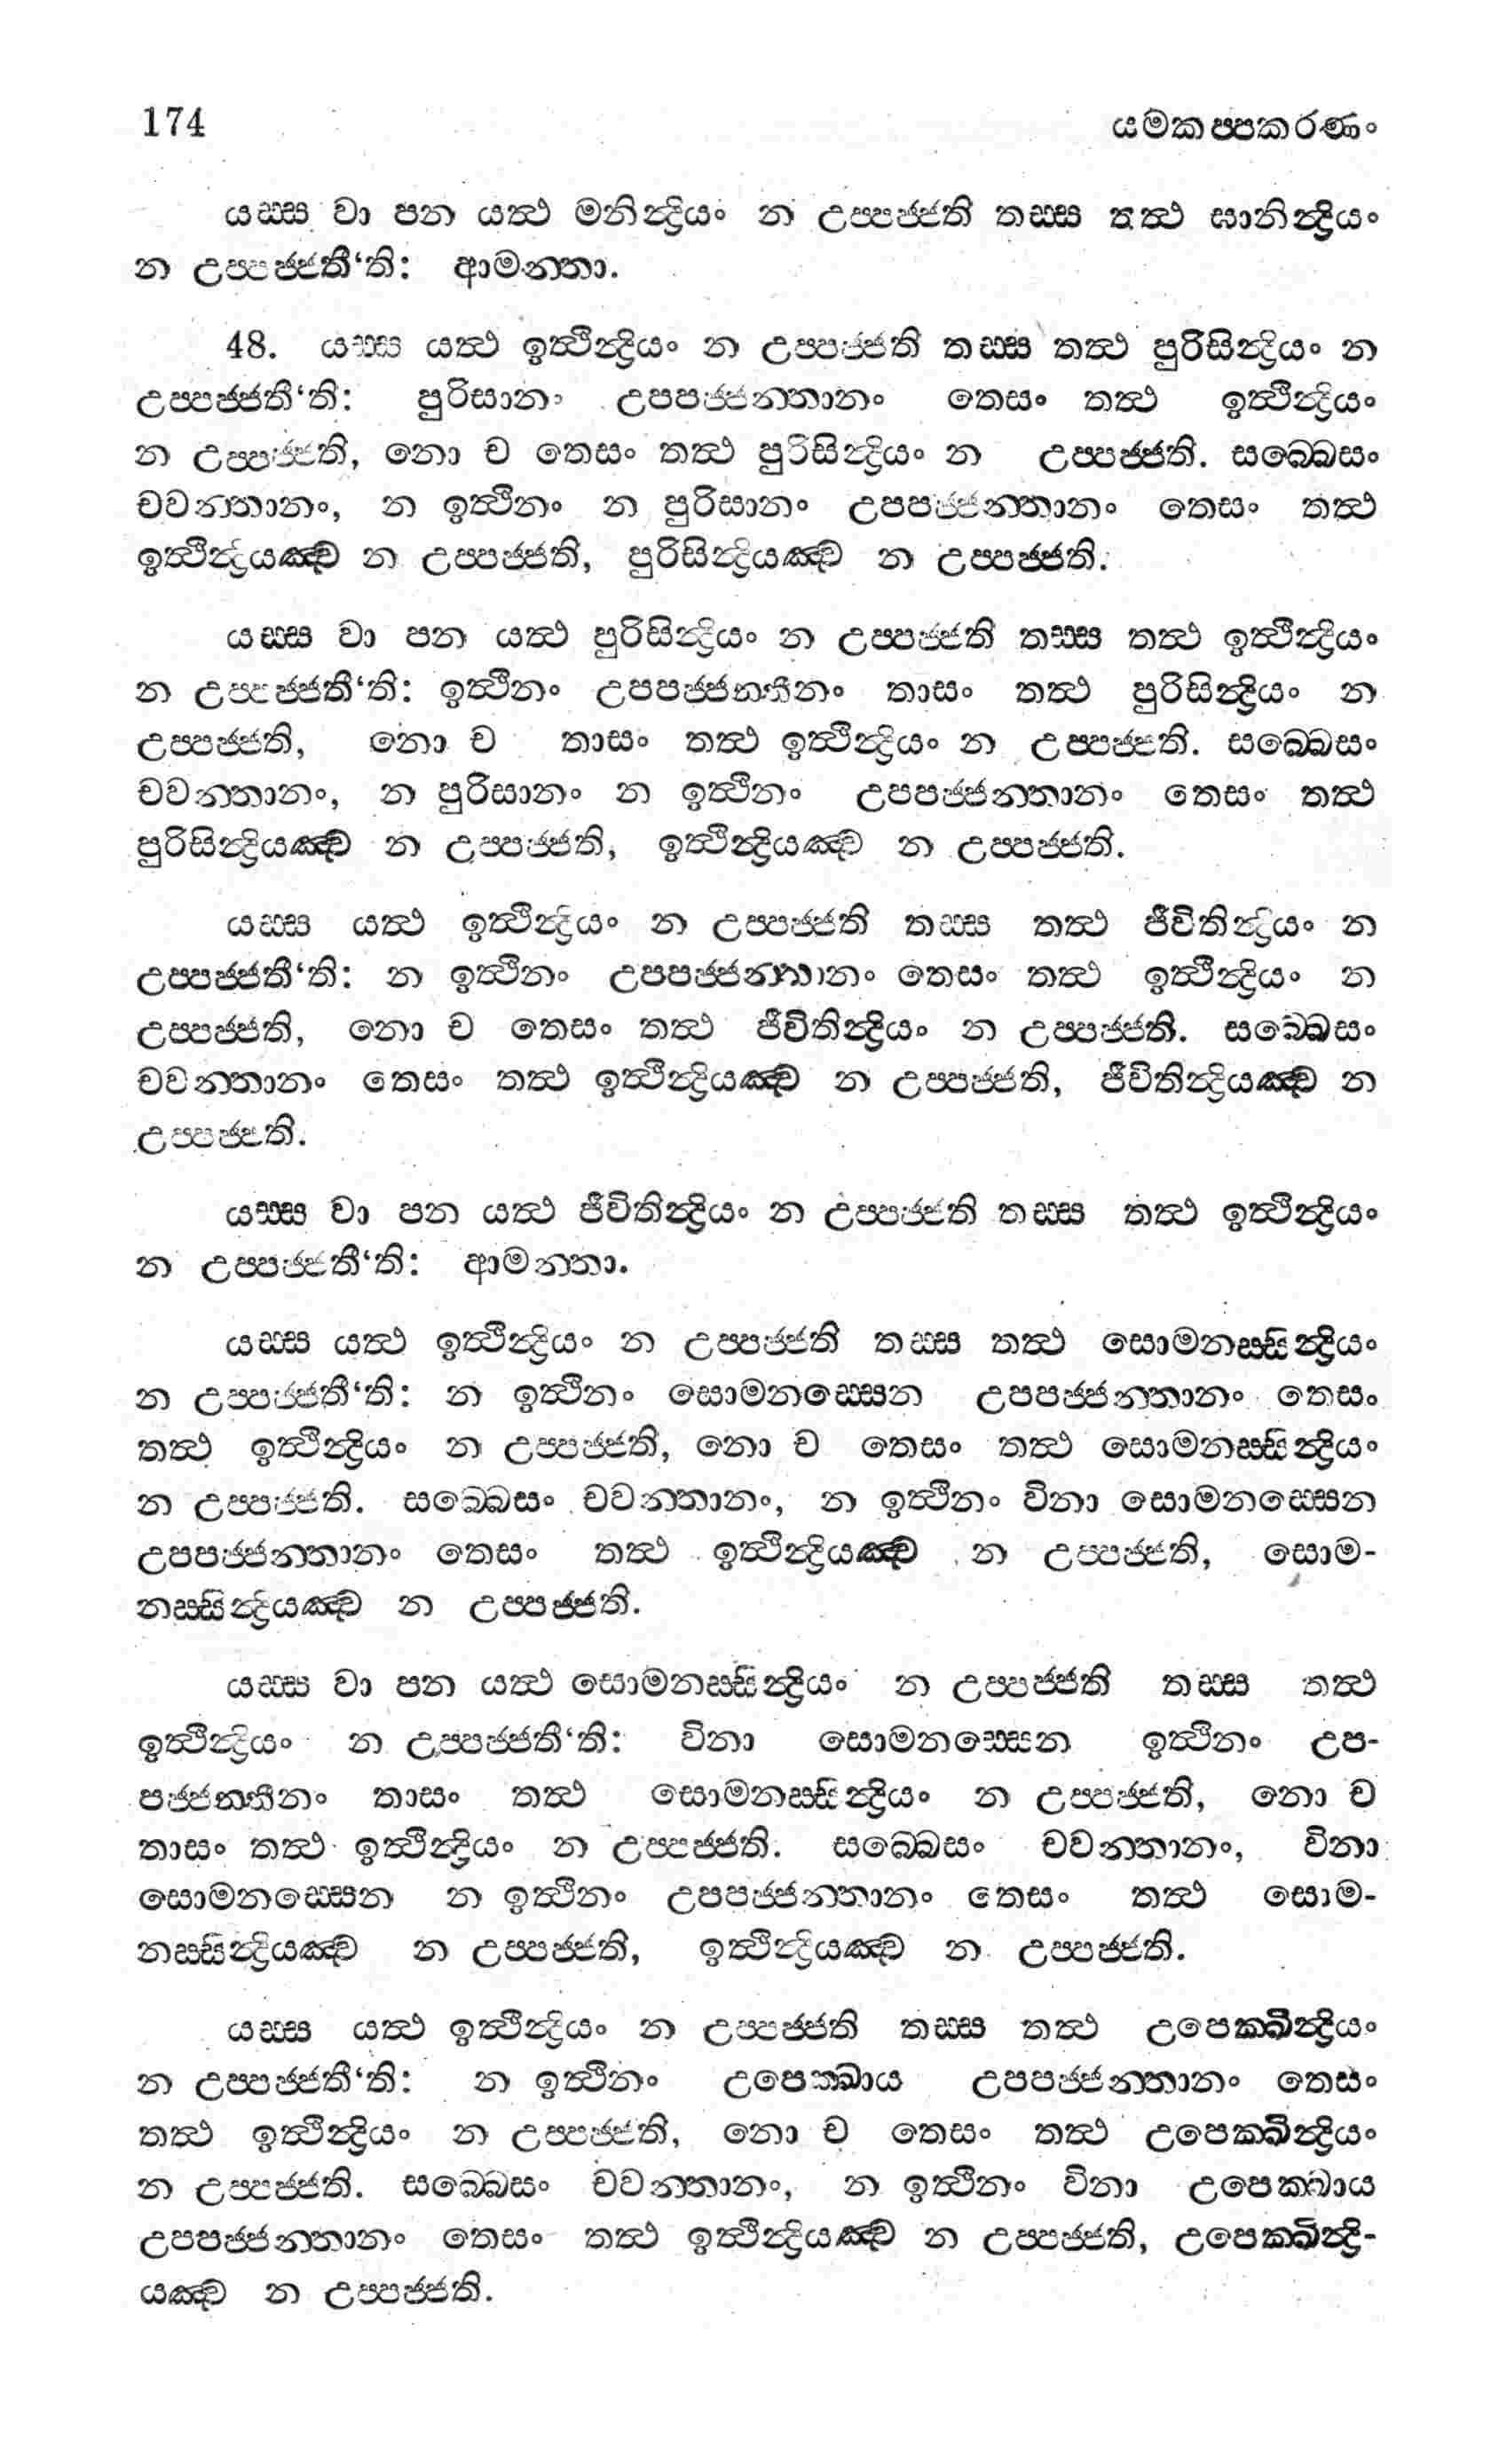 174 යමකප්පකරණං
යස්ස වා පන යත්ථ මනින්ද්‍රියං න උප්පජ්ජති තස්ස තත්ථ ඝානින්ද්‍රියං
න උප්පජ්ජතී‘ති: ආමන්තා.
48. යස්ස යත්ථ ඉත්ථීන්ද්‍රියං න උප්පජ්ජති තස්ස තත්ථ පුරිසින්ද්‍රියං න
උප්පජ්ජතී‘ති: පුරිසානං උපපජ්ජන්තානං තෙසං තත්ථ ඉත්ථීන්ද්‍රියං
න උප්පජ්ජති, නො ච තෙසං තත්ථ පුරිසින්ද්‍රියං න උප්පජ්ජති. සබ්බෙසං
චවන්තානං, න ඉත්ථිනං න පුරිසානං උපපජ්ජන්තානං තෙසං තත්ථ
ඉත්ථීන්ද්‍රියඤ්ච න උප්පජ්ජති, පුරිසින්ද්‍රියඤ්ච න උප්පජ්ජති.
යස්ස වා පන යත්ථ පුරිසින්ද්‍රියං න උප්පජ්ජති තස්ස තත්ථ ඉත්ථීන්ද්‍රියං
න උප්පජ්ජතී‘ති: ඉත්ථිනං උපපජ්ජන්තීනං තාසං තත්ථ පුරිසින්ද්‍රියං න
උප්පජ්ජති, නො ච තාසං තත්ථ ඉත්ථින්ද්‍රියං න උප්පජ්ජති. සබ්බෙසං
චවන්තානං, න පුරිසානං න ඉත්ථිනං උපපජ්ජන්තානං තෙසං තත්ථ
පුරිසින්ද්‍රියඤ්ච න උප්පජ්ජති, ඉත්ථින්ද්‍රියඤ්ච න උප්පජ්ජති.
යස්ස යත්ථ ඉත්ථින්ද්‍රියං න උප්පජ්ජති තස්ස තත්ථ ජීවිතින්ද්‍රියං න
උප්පජ්ජතී‘ති: න ඉත්ථිනං උපපජ්ජන්තානං තෙසං තත්ථ ඉත්ථීන්ද්‍රියං න
උප්පජ්ජති, නො ච තෙසං තත්ථ ජීවිතින්ද්‍රියං න උප්පජ්ජති. සබ්බෙසං
චවන්තානං තෙසං තත්ථ ඉත්ථින්ද්‍රියඤ්ච න උප්පජ්ජති, ජීවිතින්ද්‍රියඤ්ච න
උප්පජ්ජති.
යස්ස වා පන යත්ථ ජීවිතින්ද්‍රියං න උප්පජ්ජති තස්ස තත්ථ ඉත්ථින්ද්‍රියං
න උප්පජ්ජතී‘ති: ආමන්තා.
යස්ස යත්ථ ඉත්ථීන්ද්‍රියං න උප්පජ්ජති තස්ස තත්ථ සොමනස්සින්ද්‍රියං
න උප්පජ්ජතී‘ති: න ඉත්ථිනං සොමනස්සෙන උපපජ්ජන්තානං තෙසං
තත්ථ ඉත්ථින්ද්‍රියං න උප්පජ්ජති, නො ච තෙසං තත්ථ සොමනස්සින්ද්‍රියං
න උප්පජ්ජති. සබ්බෙසං චවන්තානං, න ඉත්ථිනං විනා සොමනස්සෙන
උපපජ්ජන්තානං තෙසං තත්ථ ඉත්ථින්ද්‍රියඤ්ච න උප්පජ්ජති, සොම-
නස්සින්ද්‍රියඤ්ච න උප්පජ්ජති.
යස්ස වා පන යත්ථ සොමනස්සින්ද්‍රියං න උප්පජ්ජති තස්ස තත්ථ
ඉත්ථීන්ද්‍රියං න උප්පජ්ජතී‘ති: විනා සොමනස්සෙන ඉත්ථිනං උප-
පජ්ජන්තීනං තාසං තත්ථ සොමනස්සින්ද්‍රියං න උප්පජ්ජති, නො ච
තාසං තත්ථ ඉත්ථින්ද්‍රියං න උප්පජ්ජති. සබ්බෙසං චවන්තානං, විනා
සොමනස්සෙන න ඉත්ථිනං උපපජ්ජන්තානං තෙසං තත්ථ සොම-
නස්සින්ද්‍රියඤ්ච න උප්පජ්ජති, ඉත්ථින්ද්‍රියඤ්ච න උප්පජ්ජති.
යස්ස යත්ථ ඉත්ථීන්ද්‍රියං න උප්පජ්ජති තස්ස තත්ථ උපෙක්ඛින්ද්‍රියං
න උප්පජ්ජතී‘ති: න ඉත්ථිනං උපෙක්ඛාය උපපජ්ජන්තානං තෙසං
තත්ථ ඉත්ථින්ද්‍රියං න උප්පජ්ජති, නො ච තෙසං තත්ථ උපෙක්ඛින්ද්‍රියං
න උප්පජ්ජති. සබ්බෙසං චවන්තානං, න ඉත්ථිනං විනා උපෙක්ඛාය
උපපජ්ජන්තානං තෙසං තත්ථ ඉත්ථින්ද්‍රියඤ්ච න උප්පජ්ජති, උපෙක්ඛින්ද්‍රි-
යඤ්ච න උප්පජ්ජති.